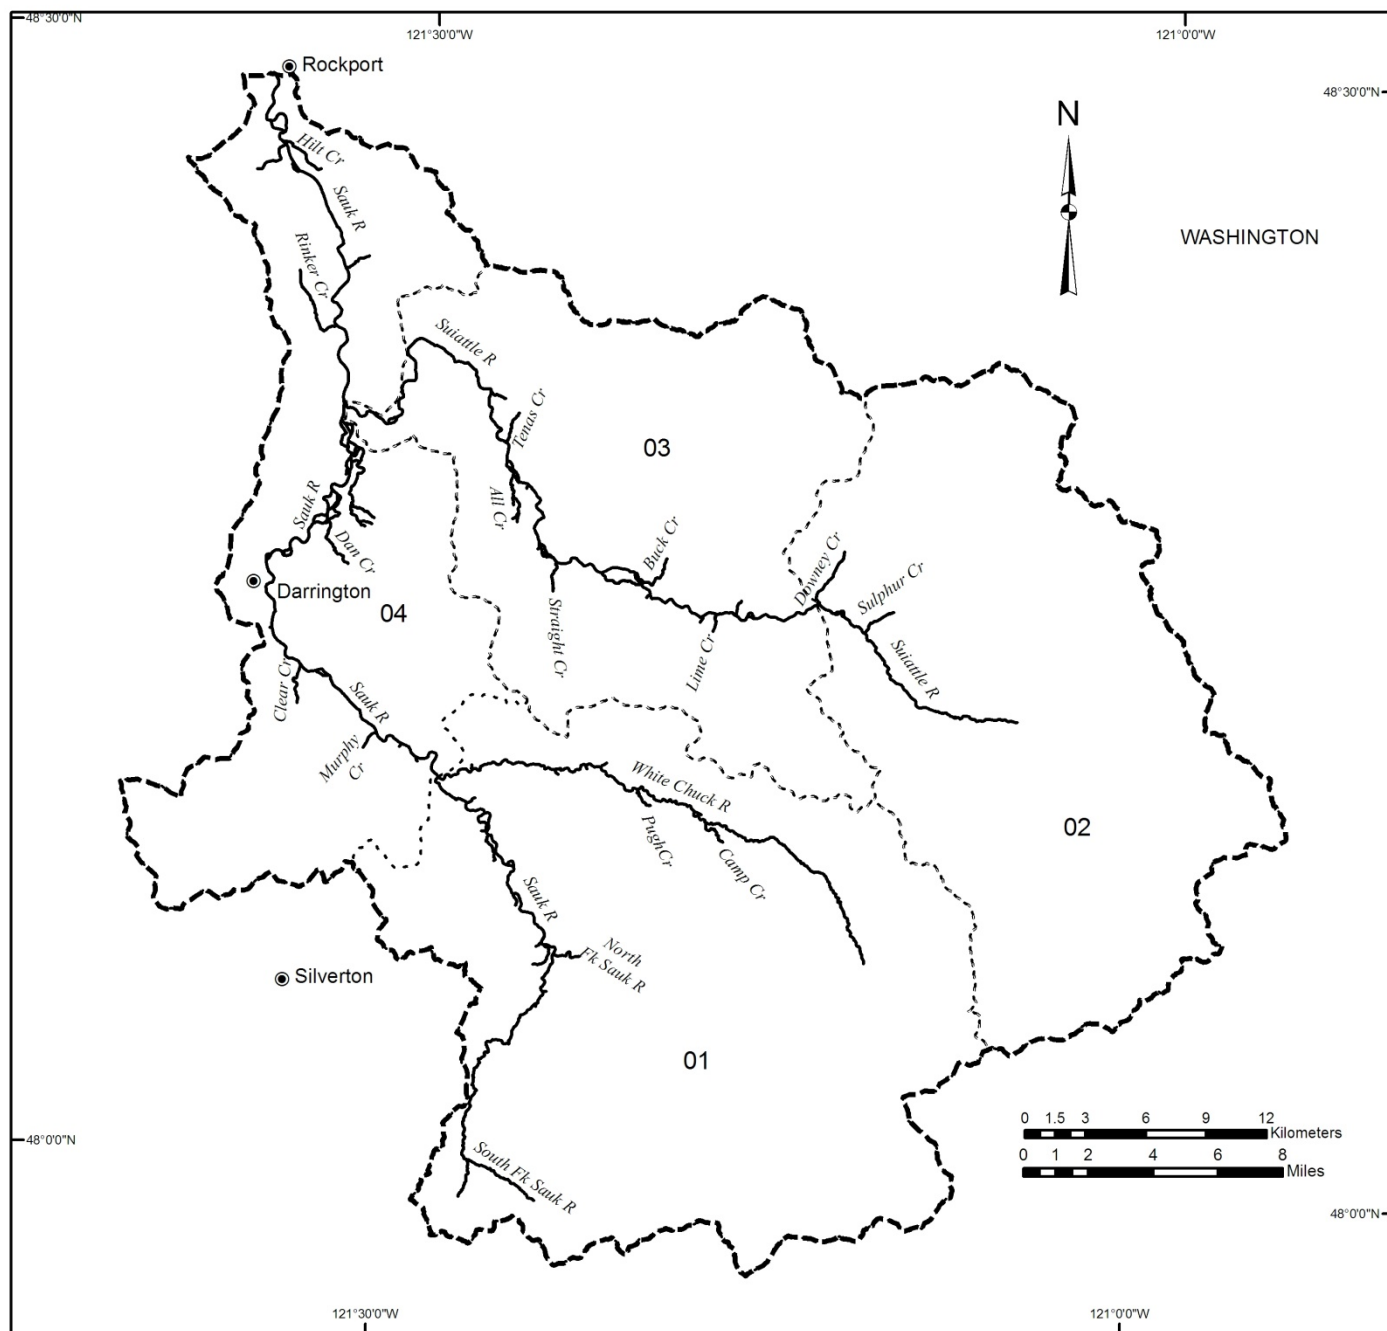 48°30'0"N
121°30'0"W
121°0'0"W
Rockport
48°30'0"N
N
Hilt Cr
Sauk R
WASHINGTON
Rinker Cr
Suiattle R
Tenas Cr
03
All Cr
Sauk R
Dan Cr
Buck Cr
Downey Cr
Sulphur Cr
Darrington
04
Straight Cr
Lime Cr
Suiattle R
Clear Cr
Sauk R
Murphy
Cr
White Chuck R
PughCr
Camp Cr
02
Sauk R
North
Fk Sauk R
Silverton
01
0 1.5 3 6 9 12
Kilometers
0 1 2 4 6 8
Miles
48°0'0"N
South Fk Sauk R
48°0'0"N
121°30'0"W
121°0'0"W